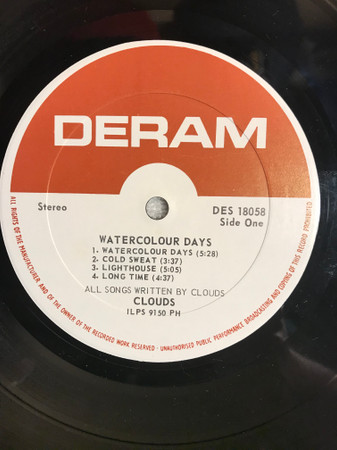 DERAM
Stereo
DES 18058
Side One
WATERCOLOUR DAYS
1. WATERCOLOUR DAYS (5:28)
2. COLD SWEAT (3:37)
3. LIGHTHOUSE (5:05)
4. LONG TIME (4:37)
ALL SONGS WRITTEN BY CLOUDS
CLOUDS
ILPS 9150 PH
ALL RIGHTS OF THE MANUFACTURER AND OF THE OWNER OF THE RECORDED WORK RESERVED · UNAUTHORISED PUBLIC PERFORMANCE BROADCASTING AND COPYING OF THIS RECORD PROHIBITED